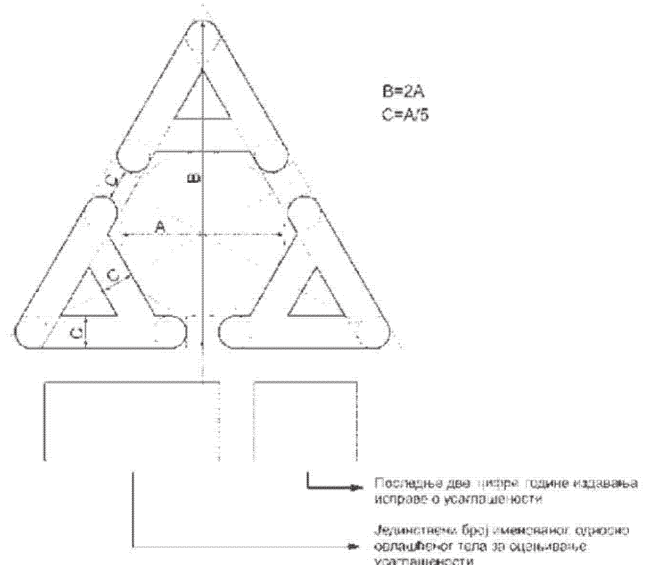 B=2A
C=A/5
C
B
A
C
C
Последње две цифре године издавања
исправе о усаглашености
Јединствени број именованог односно
овлашћеног тела за оцењивање
усаглашености